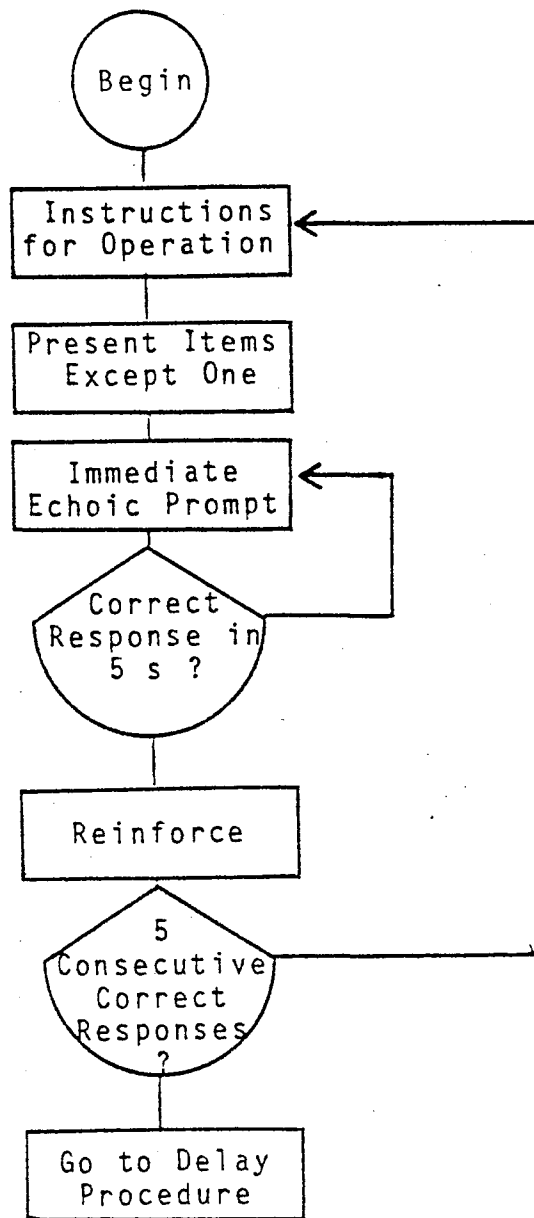 Begin
Instructions
for Operation
Present Items
Except One
Immediate
Echoic Prompt
Correct
Response in
5 s ?
Reinforce
5
Consecutive
Correct
Responses
?
Go to Delay
Procedure